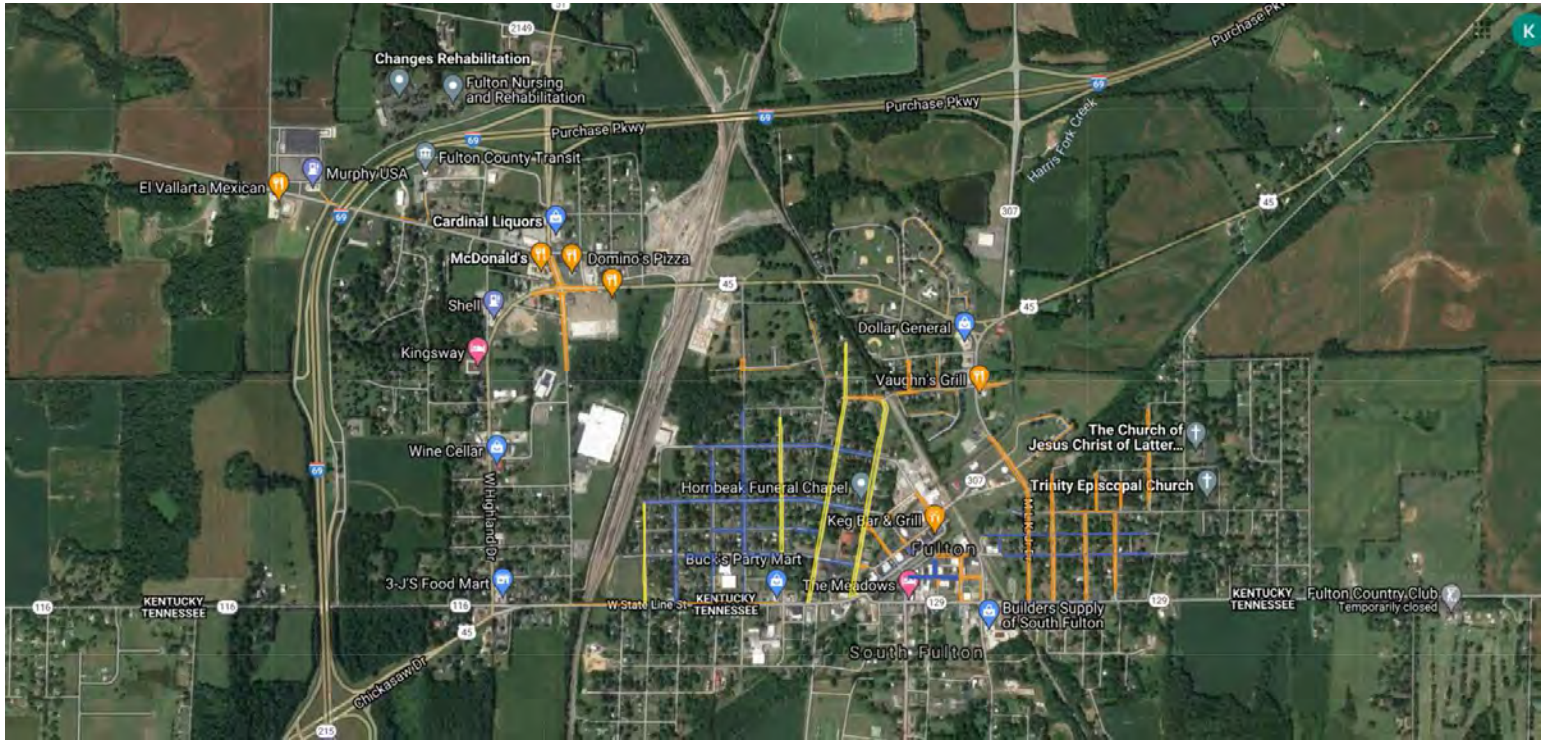 31
2149
Changes Rehabilitation
Fulton Nursing
and Rehabilitation
Purchase Pkwy
69
K
Purchase Pkwy
69
Purchase Pkwy
69
Harris Fork Creek
Fulton County Transit
Murphy USA
El Vallarta Mexican
69
45
307
Cardinal Liquors
McDonald's
Domino's Pizza
45
45
Shell
Dollar General
Kingsway
Vaughn's Grill
The Church of
Jesus Christ of Latter...
Wine Cellar
69
W Highland Dr
Hornbeak Funeral Chapel
307
Trinity Episcopal Church
Keg Bar & Grill
Fulton
Buck's Party Mart
3-J'S Food Mart
The Meadows
116
KENTUCKY
TENNESSEE
116
116
W State Line St
KENTUCKY
TENNESSEE
129
129
KENTUCKY
TENNESSEE
Fulton Country Club
Temporarily closed
45
Builders Supply
of South Fulton
South Fulton
Chickasaw Dr
215